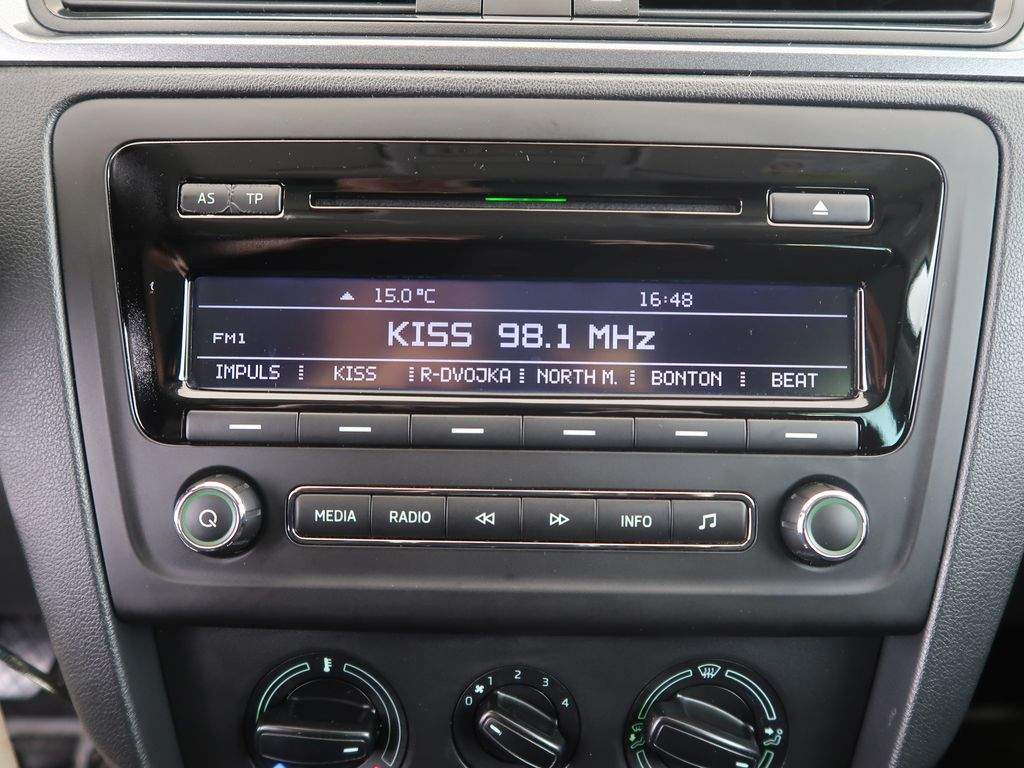 AS TP
15.0 °C 16:48
FM1 KISS 98.1 MHz
IMPULS KISS R-DVOJKA NORTH M. BONTON BEAT
MEDIA RADIO INFO
0 1 2 3 4